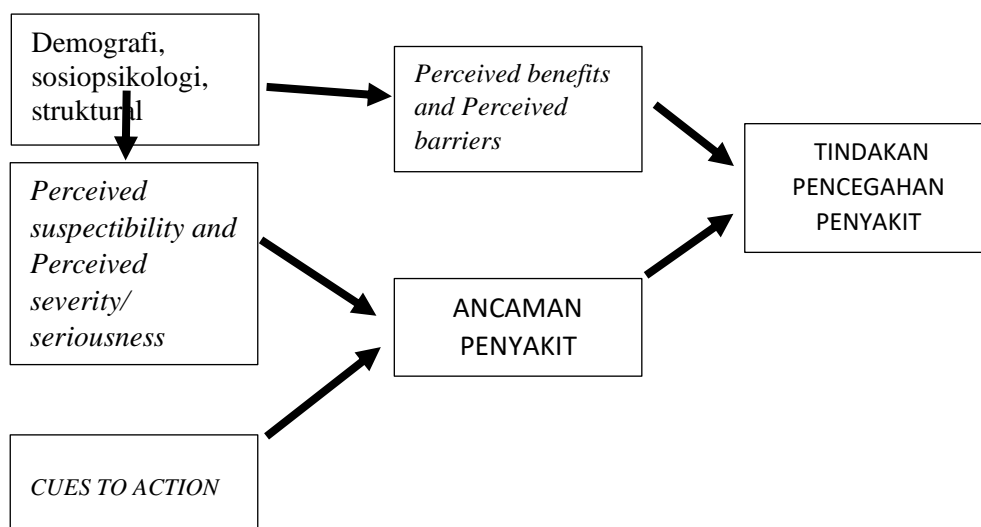 Demografi,
sosiopsikologi,
struktural
Perceived benefits
and Perceived
barriers
TINDAKAN
PENCEGAHAN
PENYAKIT
Perceived
suspectibility and
Perceived
severity/
seriousness
ANCAMAN
PENYAKIT
CUES TO ACTION